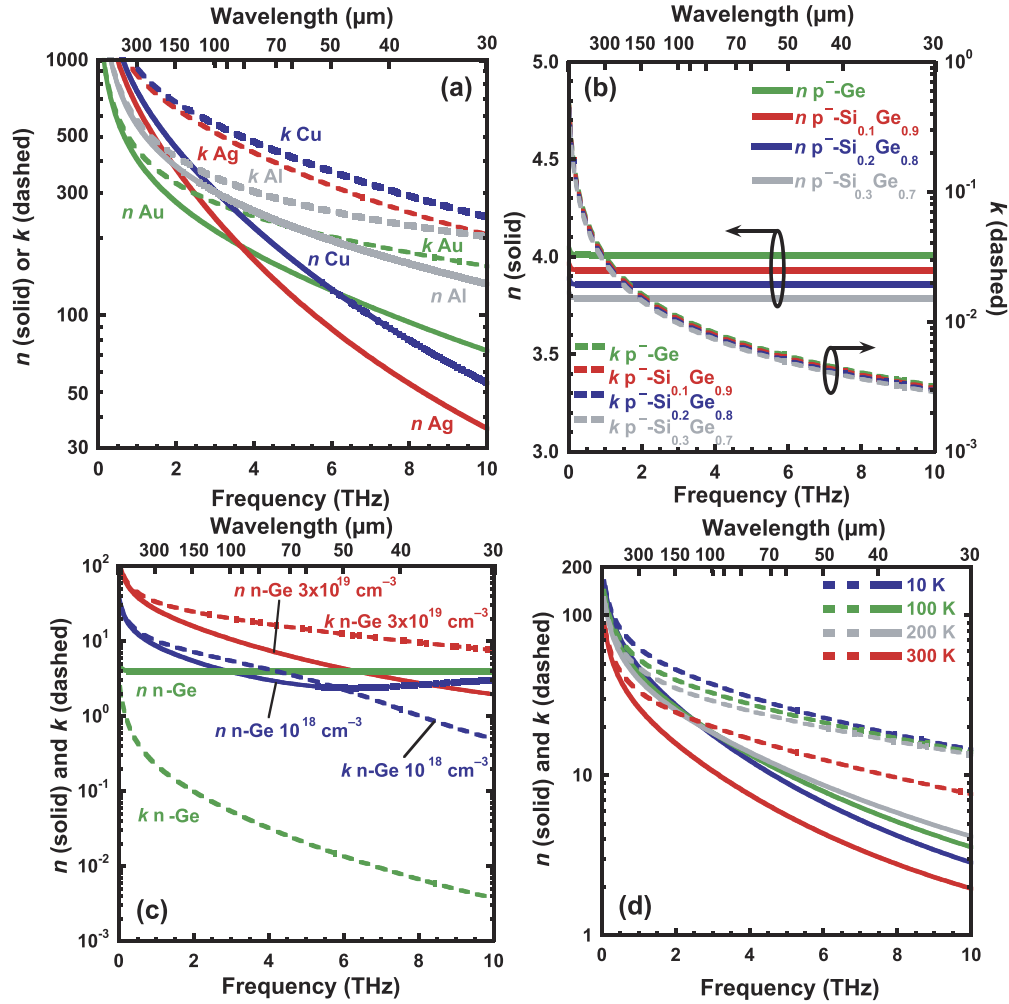 Wavelength (µm)
300 150 100 70 50 40 30
(a)
n (solid) or k (dashed)
1000
500
300
100
50
30
k Cu
k Ag
k Al
n Au
k Au
n Cu
n Al
n Ag
0 2 4 6 8 10
Frequency (THz)
Wavelength (µm)
300 150 100 70 50 40 30
(b)
n (solid)
5.0
4.5
4.0
3.5
3.0
k (dashed)
10⁰
10⁻¹
10⁻²
10⁻³
n p⁻-Ge
n p⁻-Si₀.₁Ge₀.₉
n p⁻-Si₀.₂Ge₀.₈
n p⁻-Si₀.₃Ge₀.₇
k p⁻-Ge
k p⁻-Si₀.₁Ge₀.₉
k p⁻-Si₀.₂Ge₀.₈
k p⁻-Si₀.₃Ge₀.₇
0 2 4 6 8 10
Frequency (THz)
Wavelength (µm)
300 150 100 70 50 40 30
n (solid) and k (dashed)
10²
10¹
10⁰
10⁻¹
10⁻²
10⁻³
n n-Ge 3x10¹⁹ cm⁻³
k n-Ge 3x10¹⁹ cm⁻³
n n-Ge
n n-Ge 10¹⁸ cm⁻³
k n-Ge 10¹⁸ cm⁻³
k n-Ge
(c)
0 2 4 6 8 10
Frequency (THz)
Wavelength (µm)
300 150 100 70 50 40 30
n (solid) and k (dashed)
200
100
10
1
10 K
100 K
200 K
300 K
(d)
0 2 4 6 8 10
Frequency (THz)